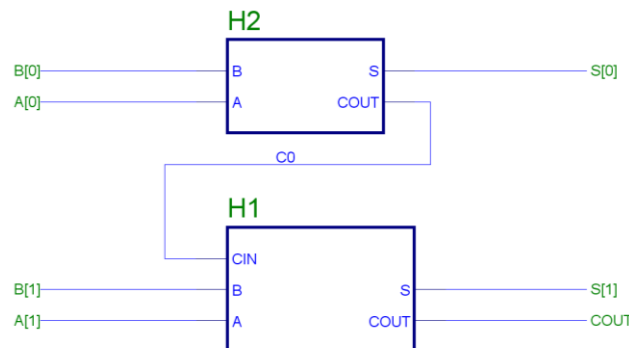 H2
B[0] B S S[0]
A[0] A COUT
C0
H1
CIN
B[1] B S S[1]
A[1] A COUT COUT